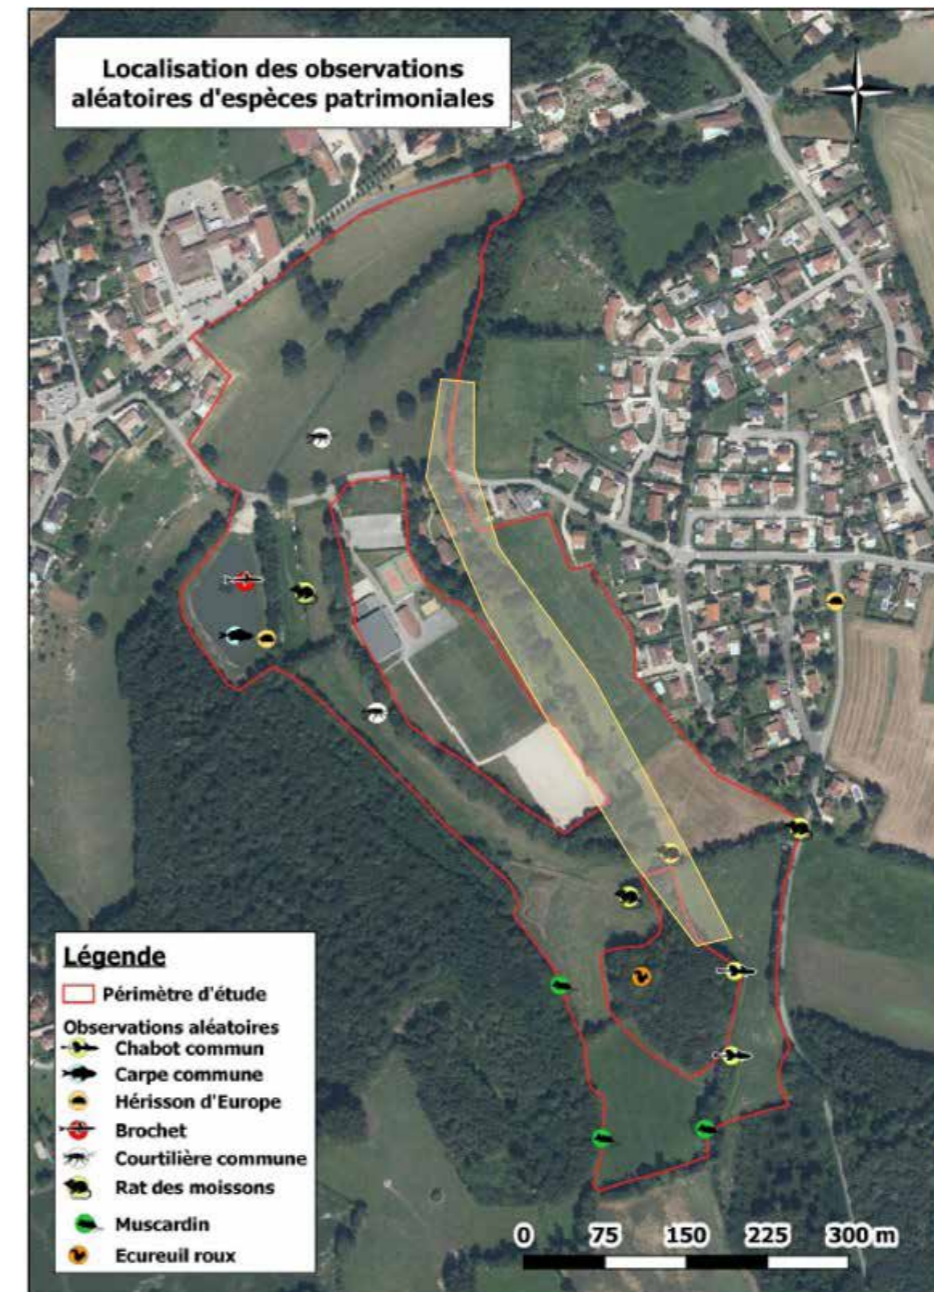 Localisation des observations
aléatoires d'espèces patrimoniales
Légende
Périmètre d'étude
Observations aléatoires
Chabot commun
Carpe commune
Hérisson d'Europe
Brochet
Courtilière commune
Rat des moissons
Muscardin
Ecureuil roux
0 75 150 225 300 m